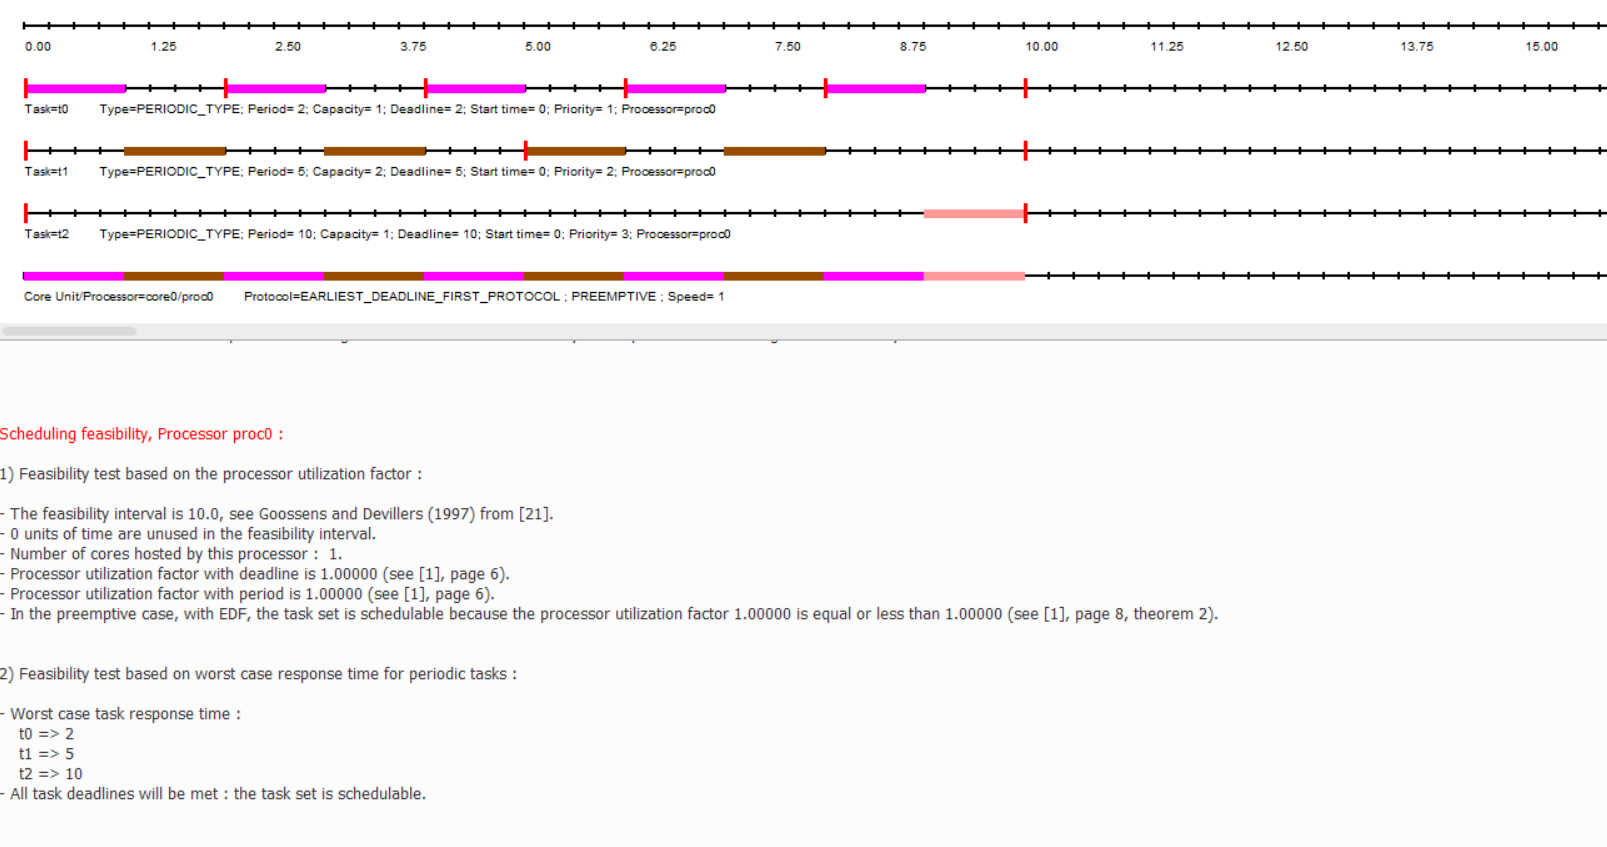 0.00 1.25 2.50 3.75 5.00 6.25 7.50 8.75 10.00 11.25 12.50 13.75 15.00
Task=t0 Type=PERIODIC_TYPE; Period= 2; Capacity= 1; Deadline= 2; Start time= 0; Priority= 1; Processor=proc0
Task=t1 Type=PERIODIC_TYPE; Period= 5; Capacity= 2; Deadline= 5; Start time= 0; Priority= 2; Processor=proc0
Task=t2 Type=PERIODIC_TYPE; Period= 10; Capacity= 1; Deadline= 10; Start time= 0; Priority= 3; Processor=proc0
Core Unit/Processor=core0/proc0 Protocol=EARLIEST_DEADLINE_FIRST_PROTOCOL ; PREEMPTIVE ; Speed= 1
Scheduling feasibility, Processor proc0 :
1) Feasibility test based on the processor utilization factor :
- The feasibility interval is 10.0, see Goossens and Devillers (1997) from [21].
- 0 units of time are unused in the feasibility interval.
- Number of cores hosted by this processor :  1.
- Processor utilization factor with deadline is 1.00000 (see [1], page 6).
- Processor utilization factor with period is 1.00000 (see [1], page 6).
- In the preemptive case, with EDF, the task set is schedulable because the processor utilization factor 1.00000 is equal or less than 1.00000 (see [1], page 8, theorem 2).
2) Feasibility test based on worst case response time for periodic tasks :
- Worst case task response time :
t0 => 2
t1 => 5
t2 => 10
- All task deadlines will be met : the task set is schedulable.